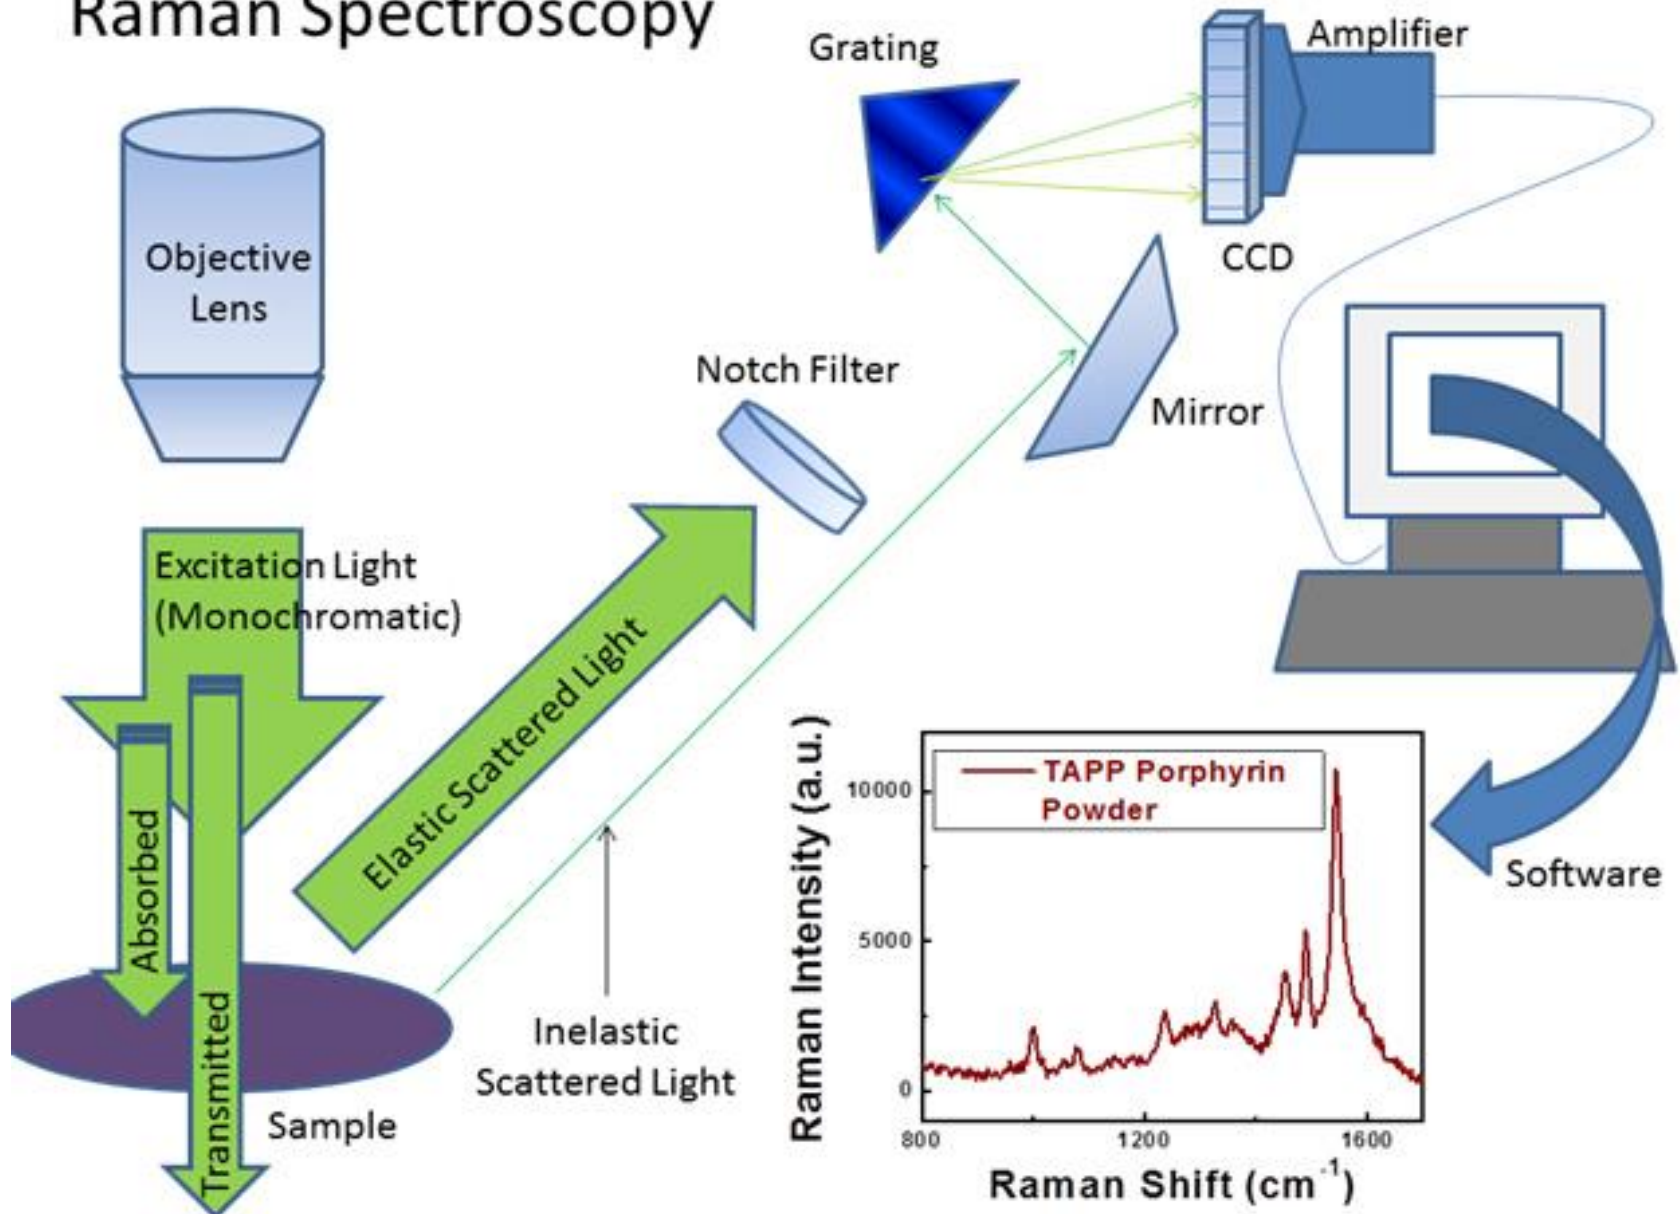 Raman Spectroscopy
Grating
Amplifier
Objective
Lens
CCD
Notch Filter
Mirror
Excitation Light
(Monochromatic)
Elastic Scattered Light
Absorbed
Transmitted
Sample
Inelastic
Scattered Light
Software
TAPP Porphyrin
Powder
Raman Intensity (a.u.)
10000
5000
0
800
1200
1600
Raman Shift (cm⁻¹)